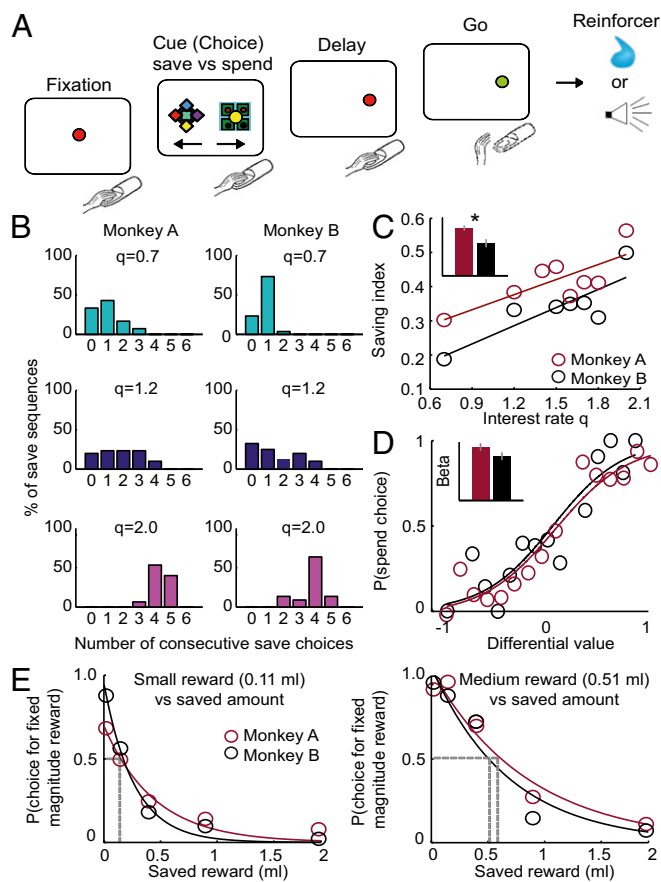 A
Fixation
Cue (Choice)
save vs spend
Delay
Go
Reinforcer
or
B
Monkey A
Monkey B
q=0.7
q=0.7
100
50
0
0 1 2 3 4 5 6
0 1 2 3 4 5 6
q=1.2
q=1.2
100
50
0
0 1 2 3 4 5 6
0 1 2 3 4 5 6
q=2.0
q=2.0
100
50
0
0 1 2 3 4 5 6
0 1 2 3 4 5 6
% of save sequences
Number of consecutive save choices
C
*
0.6
0.5
0.4
0.3
0.2
0.1
Saving index
Monkey A
Monkey B
0.6 0.9 1.2 1.5 1.8 2.1
Interest rate q
D
Beta
1
0.5
0
P(spend choice)
-1 0 1
Differential value
E
Small reward (0.11 ml)
vs saved amount
Monkey A
Monkey B
1.0
0.5
0
P(choice for fixed
magnitude reward)
0 0.5 1 1.5 2
Saved reward (ml)
Medium reward (0.51 ml)
vs saved amount
1.0
0.5
0
P(choice for fixed
magnitude reward)
0 0.5 1 1.5 2
Saved reward (ml)